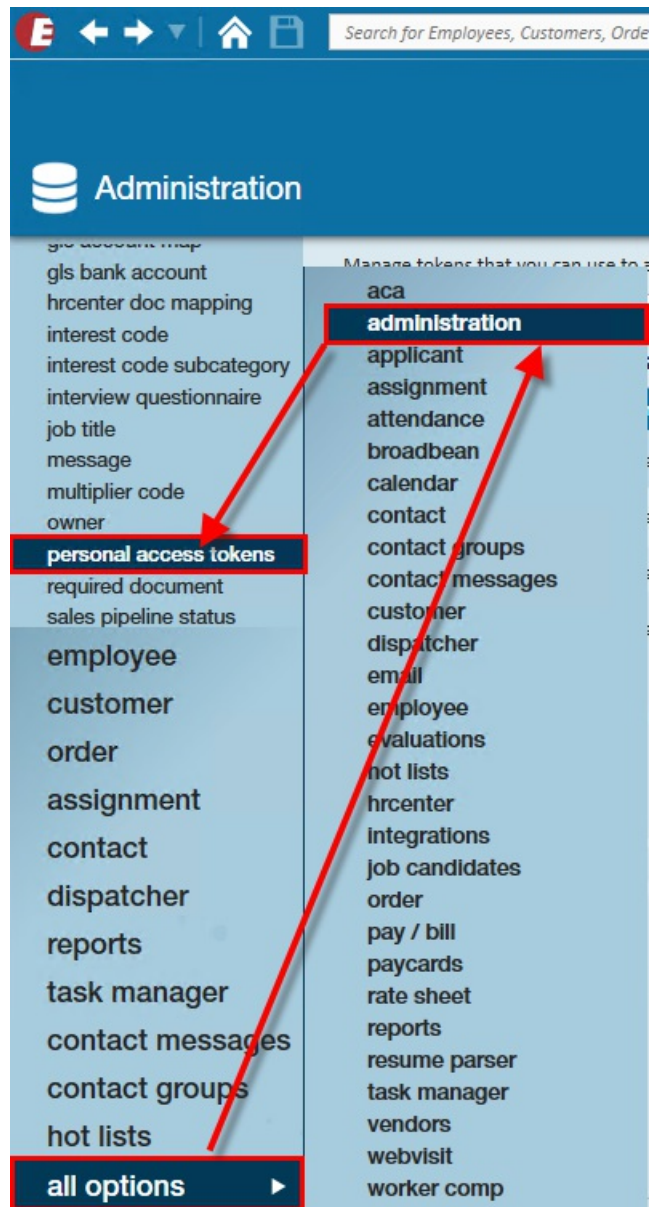 E
Search for Employees, Customers, Orde
Administration
gls account map
gls bank account
hrcenter doc mapping
interest code
interest code subcategory
interview questionnaire
job title
message
multiplier code
owner
personal access tokens
required document
sales pipeline status
employee
customer
order
assignment
contact
dispatcher
reports
task manager
contact messages
contact groups
hot lists
all options
Manage tokens that you can use to a
aca
administration
applicant
assignment
attendance
broadbean
calendar
contact
contact groups
contact messages
customer
dispatcher
email
employee
evaluations
hot lists
hrcenter
integrations
job candidates
order
pay / bill
paycards
rate sheet
reports
resume parser
task manager
vendors
webvisit
worker comp